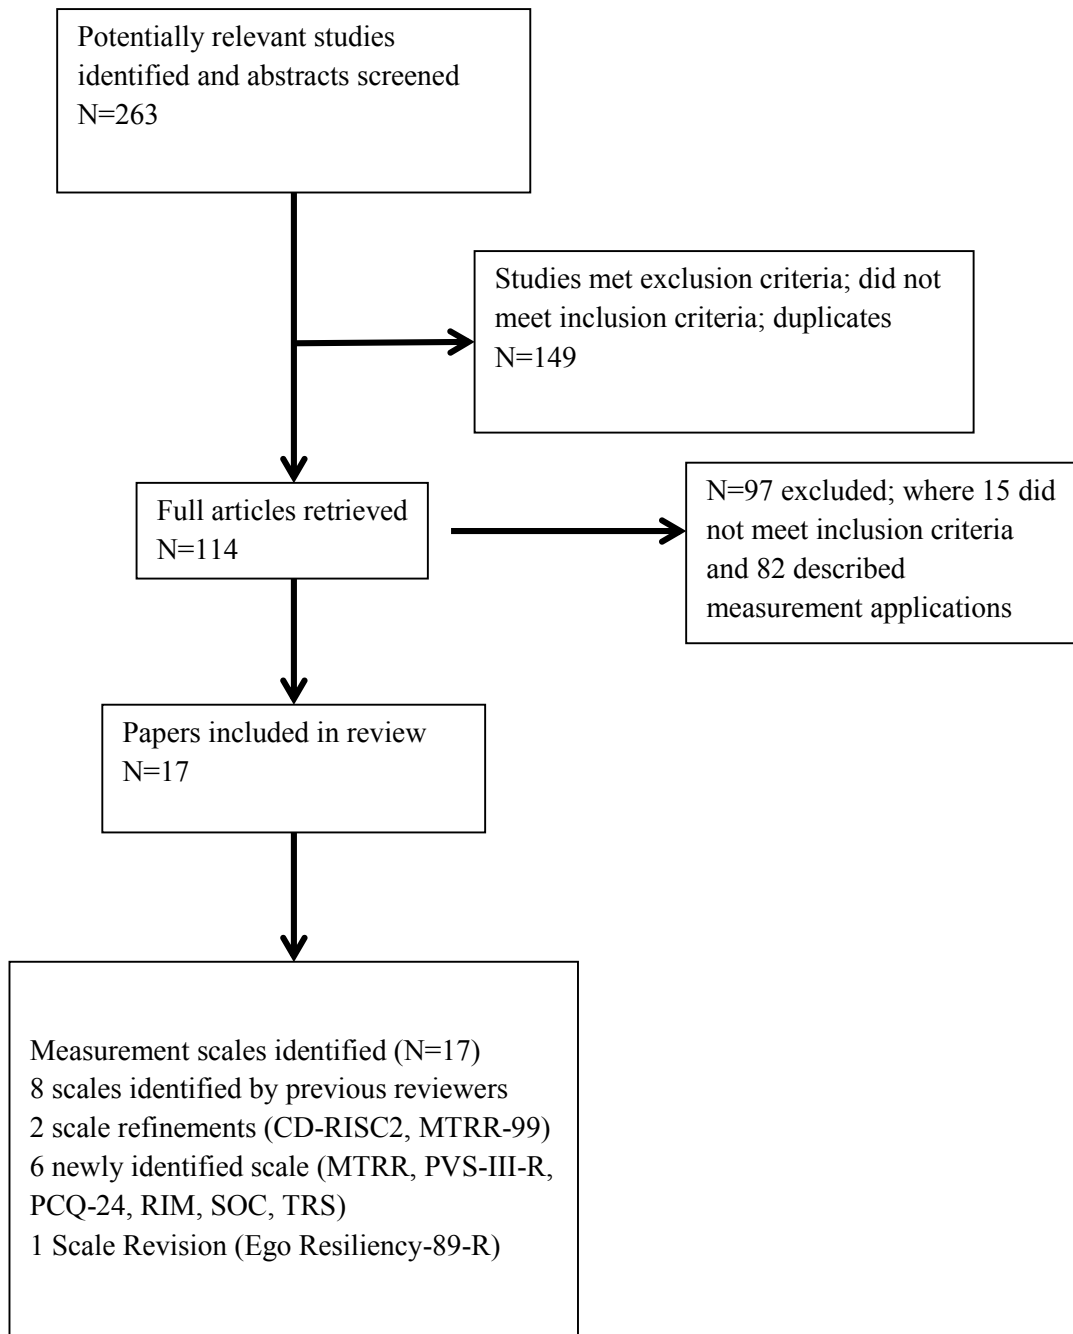 Potentially relevant studies
identified and abstracts screened
N=263
Studies met exclusion criteria; did not
meet inclusion criteria; duplicates
N=149
Full articles retrieved
N=114
N=97 excluded; where 15 did
not meet inclusion criteria
and 82 described
measurement applications
Papers included in review
N=17
Measurement scales identified (N=17)
8 scales identified by previous reviewers
2 scale refinements (CD-RISC2, MTRR-99)
6 newly identified scale (MTRR, PVS-III-R,
PCQ-24, RIM, SOC, TRS)
1 Scale Revision (Ego Resiliency-89-R)